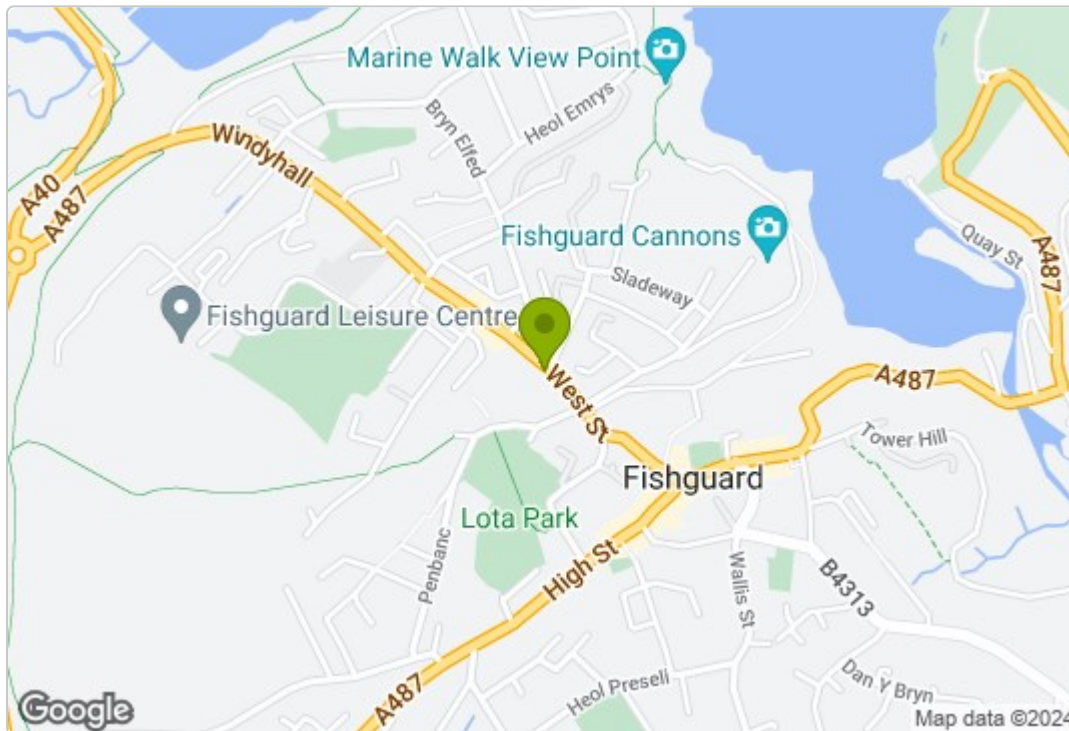 Marine Walk View Point
Heol Emrys
Bryn Elfed
Windyhall
A40
A487
Fishguard Cannons
Quay St
A487
Sladeway
Fishguard Leisure Centre
West St
A487
Tower Hill
Fishguard
Lota Park
Penbanc
High St
Wallis St
B4313
Heol Preseli
Dan Y Bryn
A487
Google
Map data ©2024